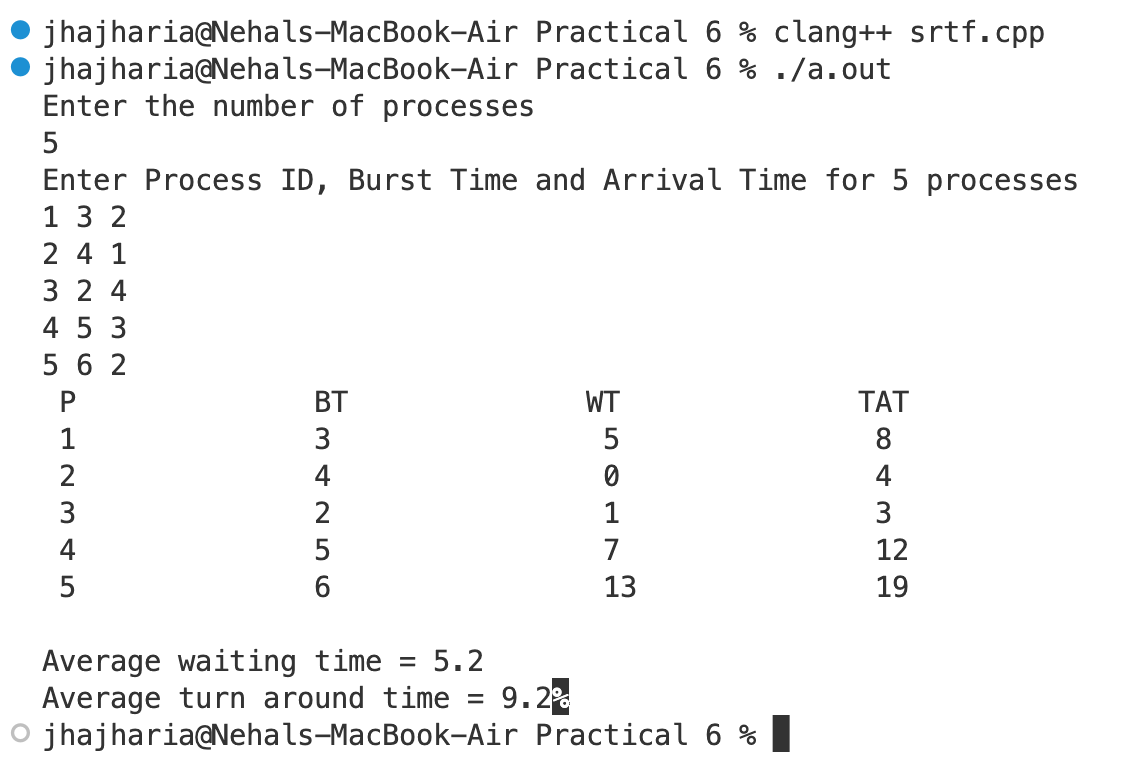 jhajharia@Nehals-MacBook-Air Practical 6 % clang++ srtf.cpp
jhajharia@Nehals-MacBook-Air Practical 6 % ./a.out
Enter the number of processes
5
Enter Process ID, Burst Time and Arrival Time for 5 processes
1 3 2
2 4 1
3 2 4
4 5 3
5 6 2
P BT WT TAT
1 3 5 8
2 4 0 4
3 2 1 3
4 5 7 12
5 6 13 19
Average waiting time = 5.2
Average turn around time = 9.2%
jhajharia@Nehals-MacBook-Air Practical 6 %